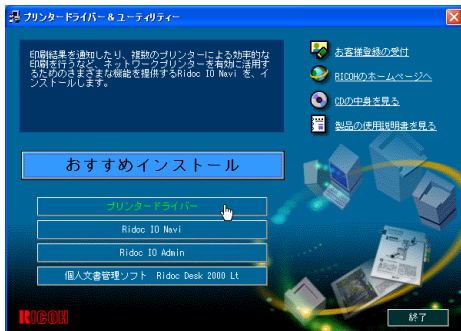 プリンタードライバー & ユーティリティー
印刷結果を通知したり、複数のプリンターによる効率的な
印刷を行うなど、ネットワークプリンターを有効に活用す
るためのさまざまな機能を提供するRidoc IO Navi を、イ
ンストールします。
お客様登録の受付
RICOHのホームページへ
CDの中身を見る
製品の使用説明書を見る
おすすめインストール
プリンタードライバー
Ridoc IO Navi
Ridoc IO Admin
個人文書管理ソフト Ridoc Desk 2000 Lt
RICOH
終了